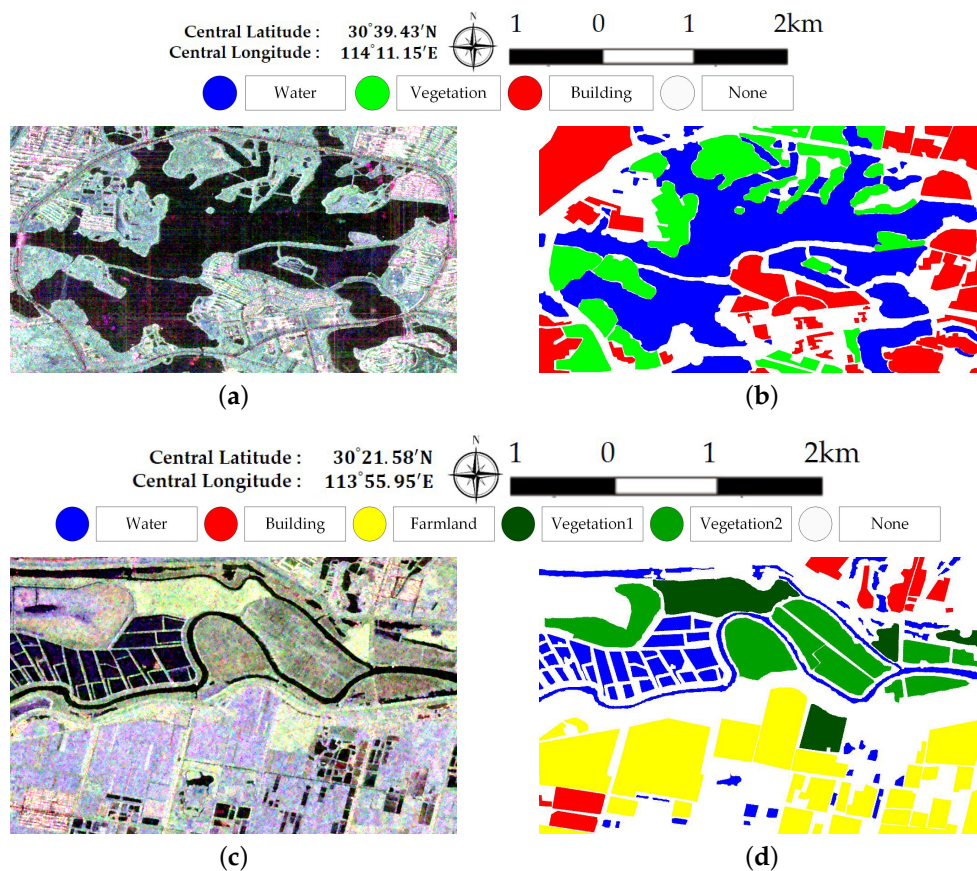 Central Latitude : 30°39.43′N
Central Longitude : 114°11.15′E
N
1 0 1 2km
Water Vegetation Building None
(a) (b)
Central Latitude : 30°21.58′N
Central Longitude : 113°55.95′E
N
1 0 1 2km
Water Building Farmland Vegetation1 Vegetation2 None
(c) (d)